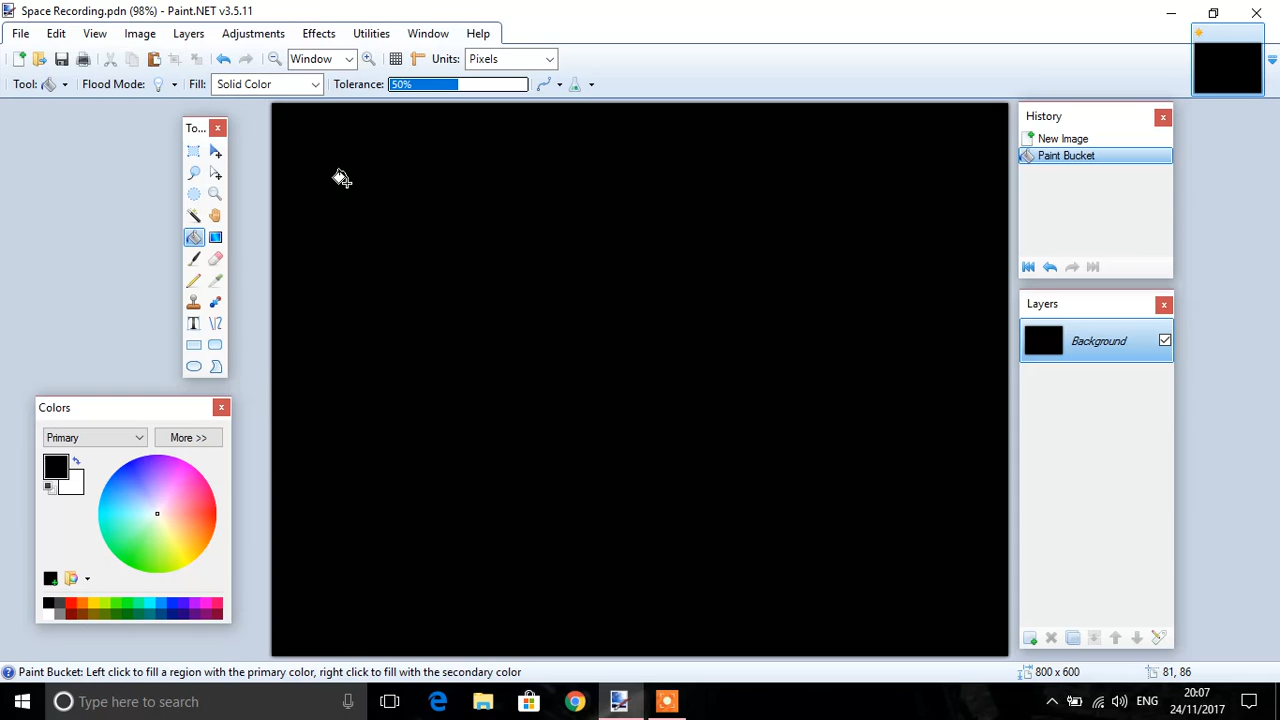 Space Recording.pdn (98%) - Paint.NET v3.5.11
File Edit View Image Layers Adjustments Effects Utilities Window Help
Window Units: Pixels
Tool: Flood Mode: Fill: Solid Color Tolerance: 50%
To...
History
New Image
Paint Bucket
Layers
Background
Colors
Primary More >>
Paint Bucket: Left click to fill a region with the primary color, right click to fill with the secondary color
800 x 600 81, 86
Type here to search
ENG
20:07
24/11/2017